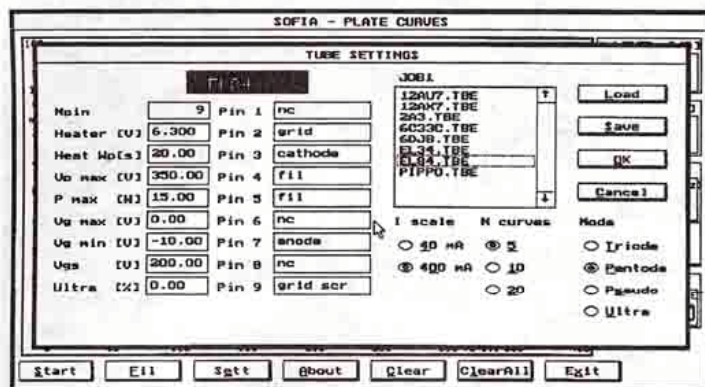 SOFIA - PLATE CURVES
TUBE SETTINGS
JOB1
Npin 9 Pin 1 nc
Heater [V] 6.300 Pin 2 grid
Heat Up[s] 20.00 Pin 3 cathode
Vp max [V] 350.00 Pin 4 fil
P max [W] 15.00 Pin 5 fil
Vg max [V] 0.00 Pin 6 nc
Vg min [V] -10.00 Pin 7 anode
Vgs [V] 200.00 Pin 8 nc
Ultra [%] 0.00 Pin 9 grid scr
12AU7.TBE
12AX7.TBE
2A3.TBE
6C33C.TBE
6DJ8.TBE
EL34.TBE
EL84.TBE
PIPPO.TBE
Load
Save
OK
Cancel
I scale N curves Mode
40 mA 5 Triode
400 mA 10 Pentode
20 Pseudo
Ultra
Start Fil Sett About Clear ClearAll Exit